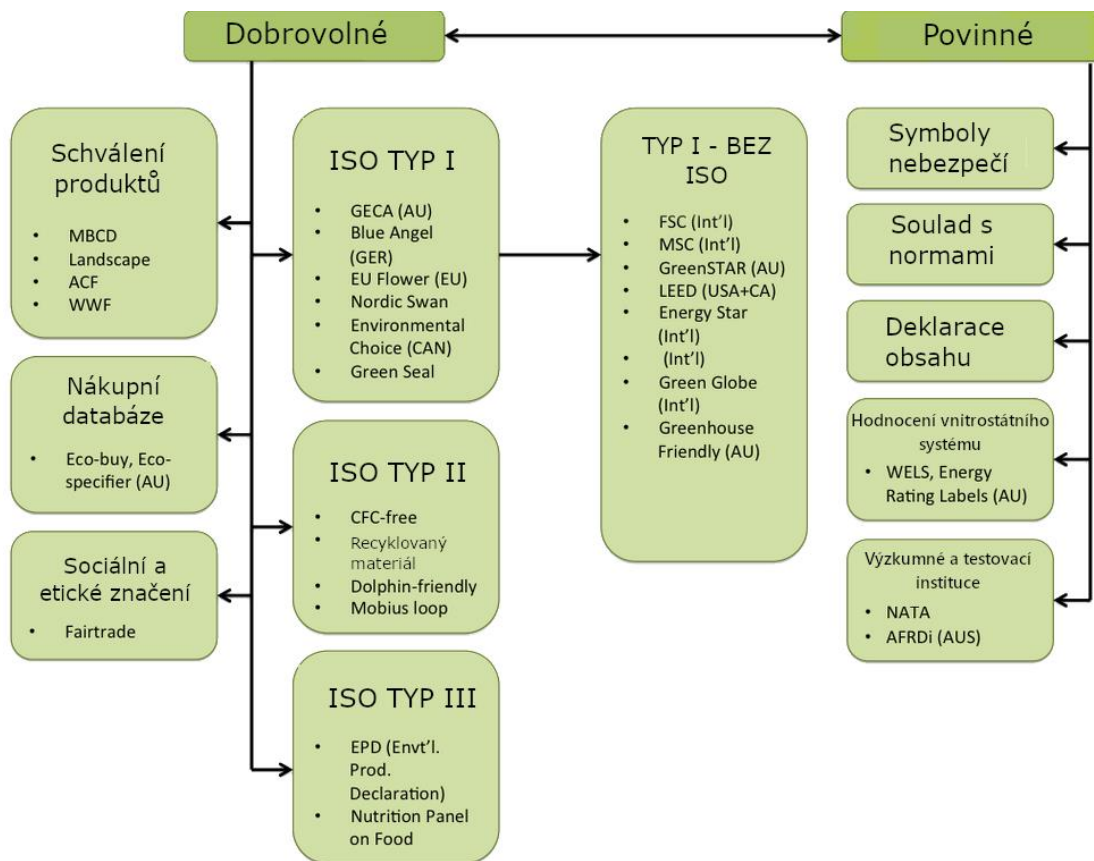 Dobrovolné
Povinné
Schválení
produktů
• MBCD
• Landscape
• ACF
• WWF
Nákupní
databáze
• Eco-buy, Eco-
specifier (AU)
Sociální a
etické značení
• Fairtrade
ISO TYP I
• GECA (AU)
• Blue Angel
(GER)
• EU Flower (EU)
• Nordic Swan
• Environmental
Choice (CAN)
• Green Seal
ISO TYP II
• CFC-free
• Recyklovaný
materiál
• Dolphin-friendly
• Mobius loop
ISO TYP III
• EPD (Envt'l.
Prod.
Declaration)
• Nutrition Panel
on Food
TYP I - BEZ
ISO
• FSC (Int'l)
• MSC (Int'l)
• GreenSTAR (AU)
• LEED (USA+CA)
• Energy Star
(Int'l)
• (Int'l)
• Green Globe
(Int'l)
• Greenhouse
Friendly (AU)
Symboly
nebezpečí
Soulad s
normami
Deklarace
obsahu
Hodnocení vnitrostátního
systému
• WELS, Energy
Rating Labels (AU)
Výzkumné a testovací
instituce
• NATA
• AFRDi (AUS)